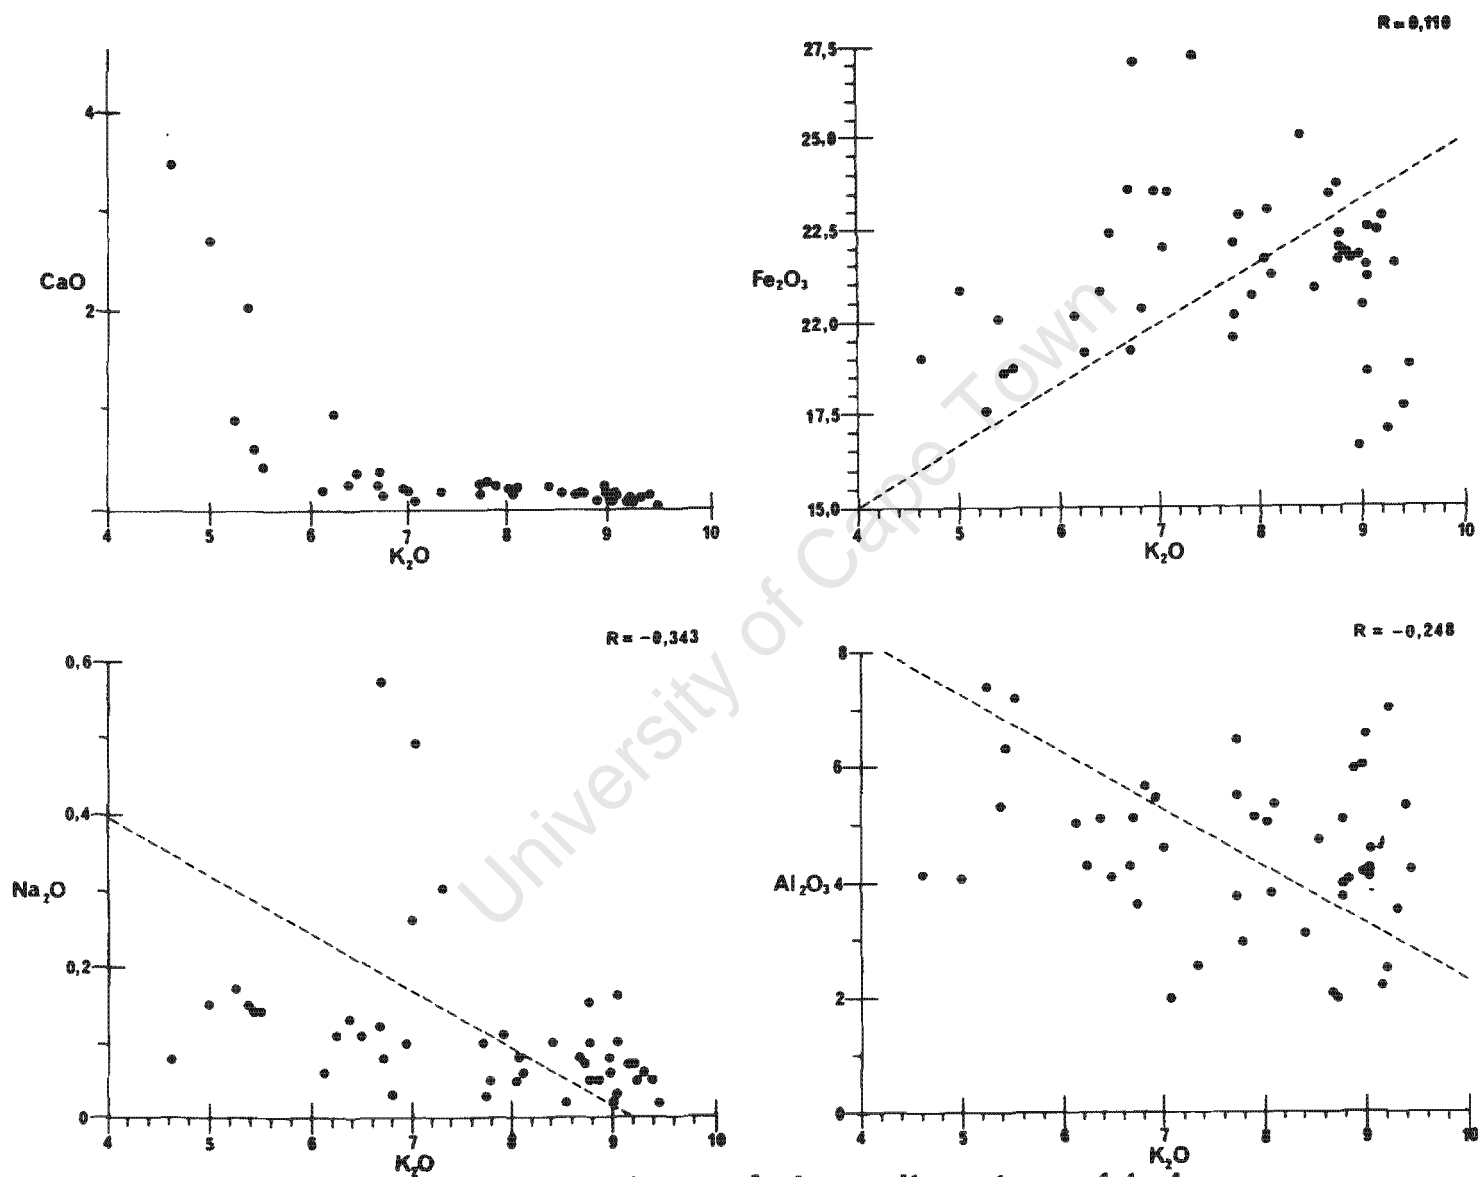 4
2
CaO
4 5 6 7 8 9 10
K₂O
R = 0,110
27,5
25,0
22,5
Fe₂O₃
22,0
17,5
15,0
4 5 6 7 8 9 10
K₂O
R = -0,343
0,6
0,4
Na₂O
0,2
0
4 5 6 7 8 9 10
K₂O
R = -0,248
8
6
Al₂O₃ 4
2
0
4 5 6 7 8 9 10
K₂O
University of Cape Town